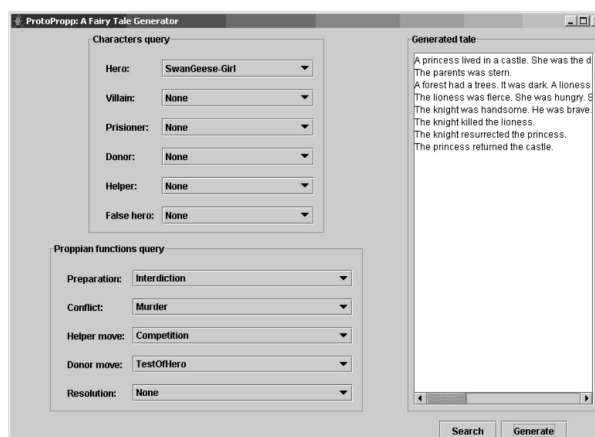 ProtoPropp: A Fairy Tale Generator
Characters query
Hero: SwanGeese-Girl
Villain: None
Prisioner: None
Donor: None
Helper: None
False hero: None
Proppian functions query
Preparation: Interdiction
Conflict: Murder
Helper move: Competition
Donor move: TestOfHero
Resolution: None
Generated tale
A princess lived in a castle. She was the d
The parents was stern.
A forest had a trees. It was dark. A lioness
The lioness was fierce. She was hungry. S
The knight was handsome. He was brave.
The knight killed the lioness.
The knight resurrected the princess.
The princess returned the castle.
Search Generate